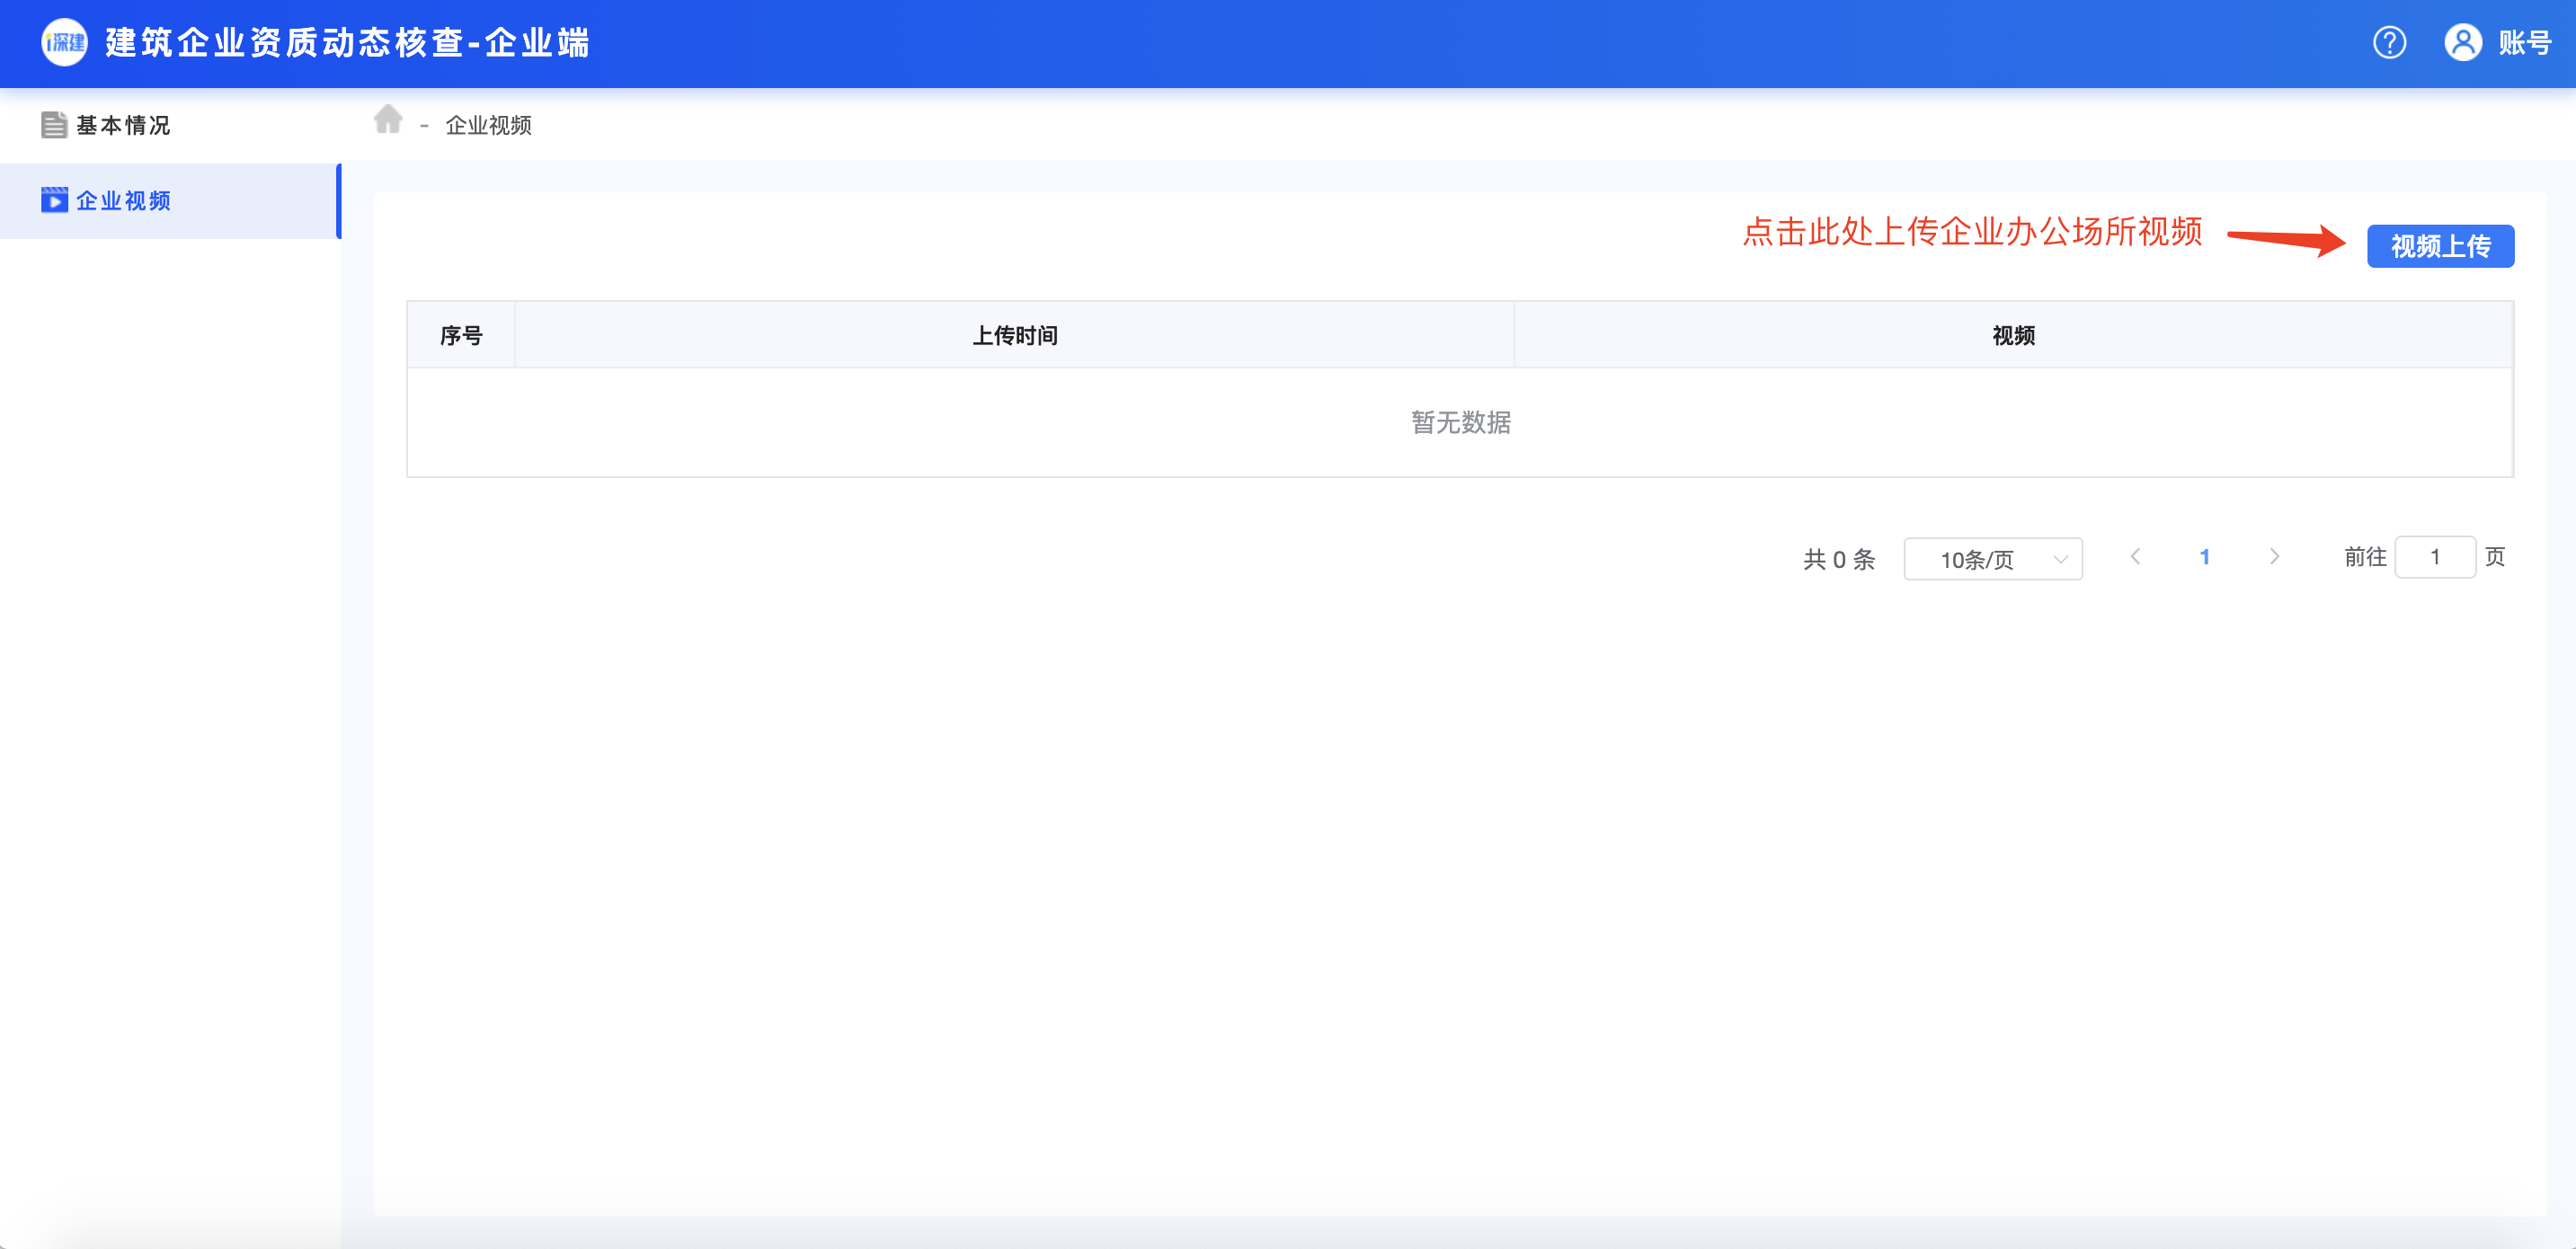 i深建
建筑企业资质动态核查-企业端
账号
基本情况
- 企业视频
企业视频
点击此处上传企业办公场所视频
视频上传
序号 上传时间 视频
暂无数据
共 0 条 10条/页 1 前往 1 页